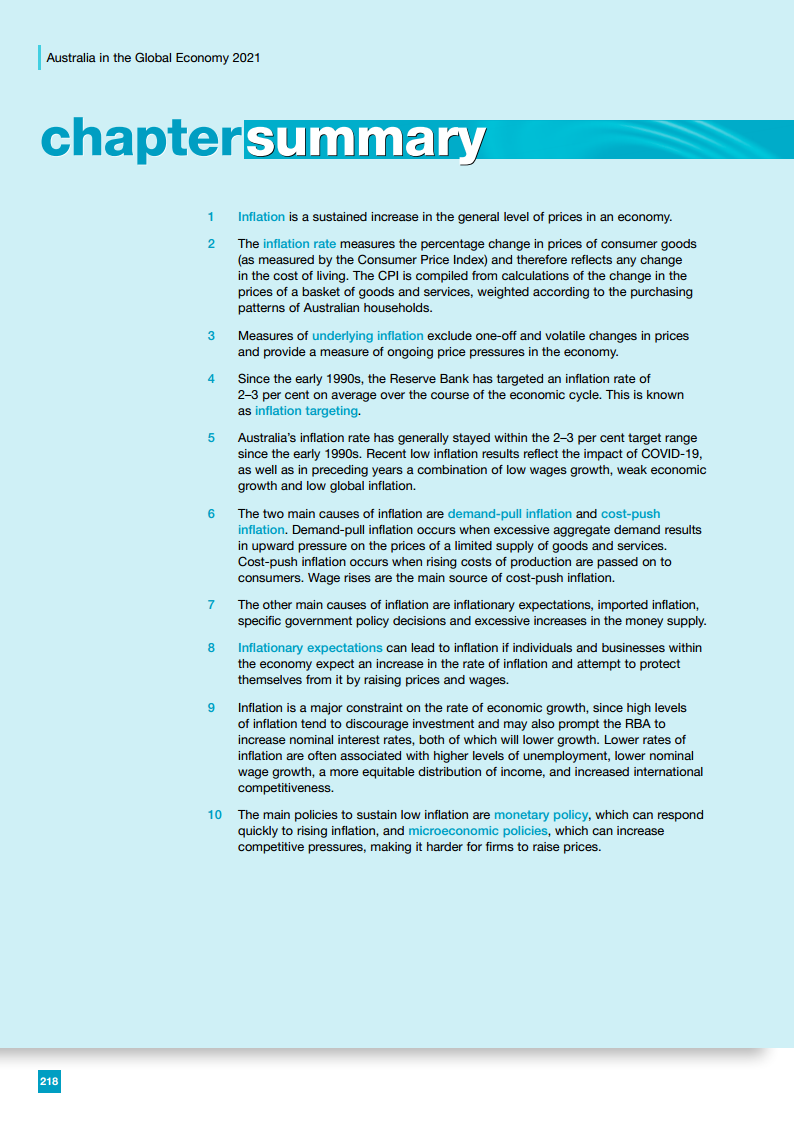 Australia in the Global Economy 2021
chaptersummary
1 Inflation is a sustained increase in the general level of prices in an economy.
2 The inflation rate measures the percentage change in prices of consumer goods
(as measured by the Consumer Price Index) and therefore reflects any change
in the cost of living. The CPI is compiled from calculations of the change in the
prices of a basket of goods and services, weighted according to the purchasing
patterns of Australian households.
3 Measures of underlying inflation exclude one-off and volatile changes in prices
and provide a measure of ongoing price pressures in the economy.
4 Since the early 1990s, the Reserve Bank has targeted an inflation rate of
2–3 per cent on average over the course of the economic cycle. This is known
as inflation targeting.
5 Australia's inflation rate has generally stayed within the 2–3 per cent target range
since the early 1990s. Recent low inflation results reflect the impact of COVID-19,
as well as in preceding years a combination of low wages growth, weak economic
growth and low global inflation.
6 The two main causes of inflation are demand-pull inflation and cost-push
inflation. Demand-pull inflation occurs when excessive aggregate demand results
in upward pressure on the prices of a limited supply of goods and services.
Cost-push inflation occurs when rising costs of production are passed on to
consumers. Wage rises are the main source of cost-push inflation.
7 The other main causes of inflation are inflationary expectations, imported inflation,
specific government policy decisions and excessive increases in the money supply.
8 Inflationary expectations can lead to inflation if individuals and businesses within
the economy expect an increase in the rate of inflation and attempt to protect
themselves from it by raising prices and wages.
9 Inflation is a major constraint on the rate of economic growth, since high levels
of inflation tend to discourage investment and may also prompt the RBA to
increase nominal interest rates, both of which will lower growth. Lower rates of
inflation are often associated with higher levels of unemployment, lower nominal
wage growth, a more equitable distribution of income, and increased international
competitiveness.
10 The main policies to sustain low inflation are monetary policy, which can respond
quickly to rising inflation, and microeconomic policies, which can increase
competitive pressures, making it harder for firms to raise prices.
218